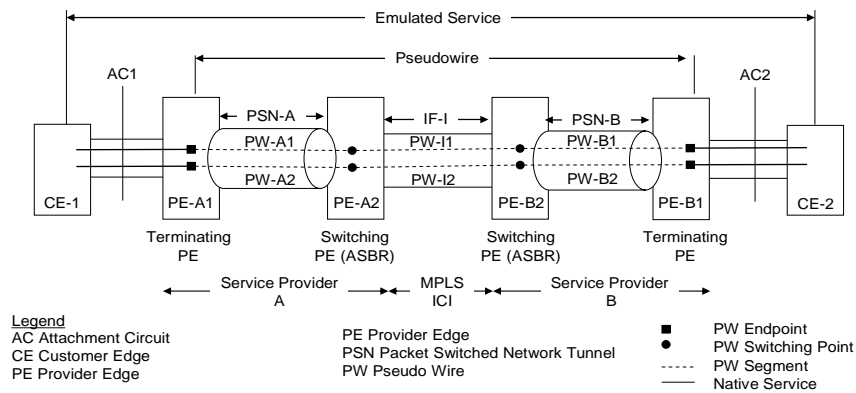 Emulated Service
Pseudowire
AC1
AC2
PSN-A
IF-I
PSN-B
PW-A1
PW-I1
PW-B1
PW-A2
PW-I2
PW-B2
CE-1
PE-A1
PE-A2
PE-B2
PE-B1
CE-2
Terminating
PE
Switching
PE (ASBR)
Switching
PE (ASBR)
Terminating
PE
Service Provider
A
MPLS
ICI
Service Provider
B
Legend
AC Attachment Circuit
CE Customer Edge
PE Provider Edge
PE Provider Edge
PSN Packet Switched Network Tunnel
PW Pseudo Wire
PW Endpoint
PW Switching Point
PW Segment
Native Service